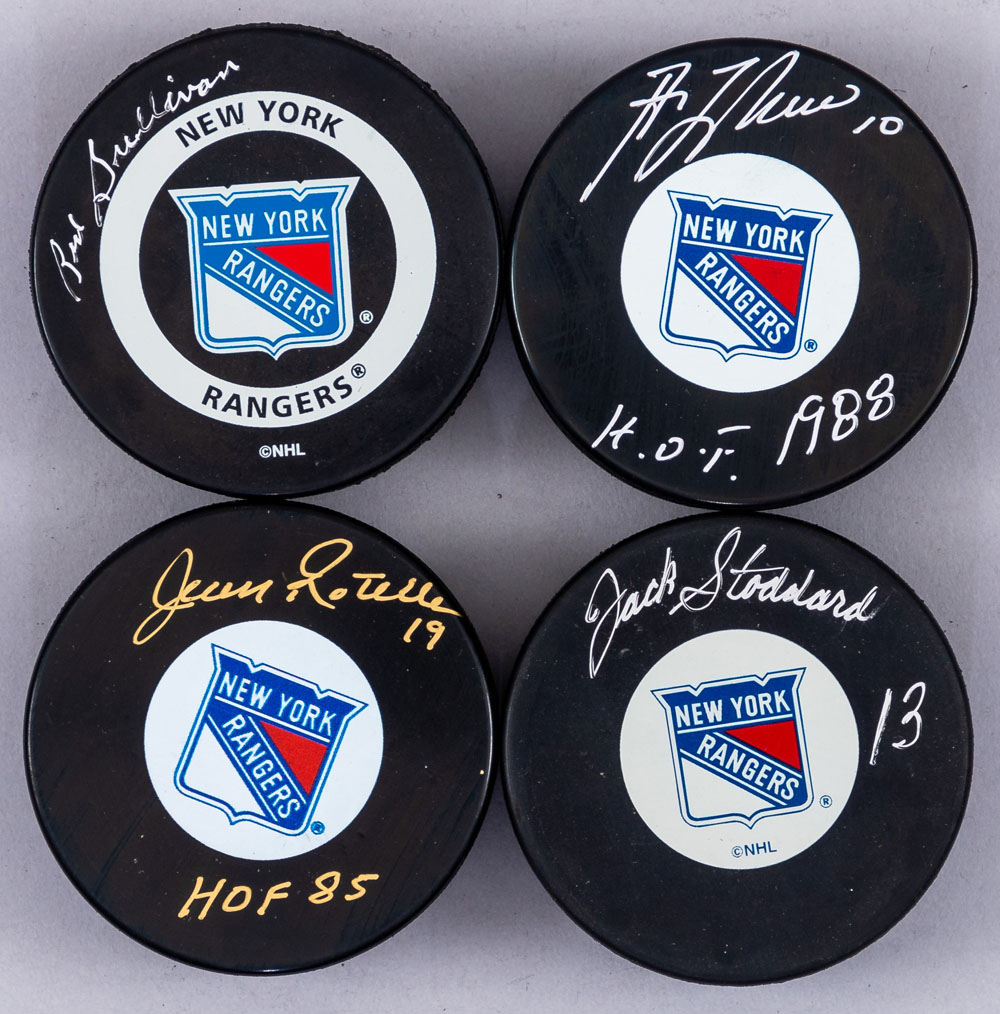 Red Sullivan
NEW YORK
NEW YORK
RANGERS
®
RANGERS®
©NHL
10
NEW YORK
RANGERS
®
H.O.F. 1988
Jean Ratelle
19
NEW YORK
RANGERS
®
HOF 85
Jack Stoddard
13
NEW YORK
RANGERS
®
©NHL